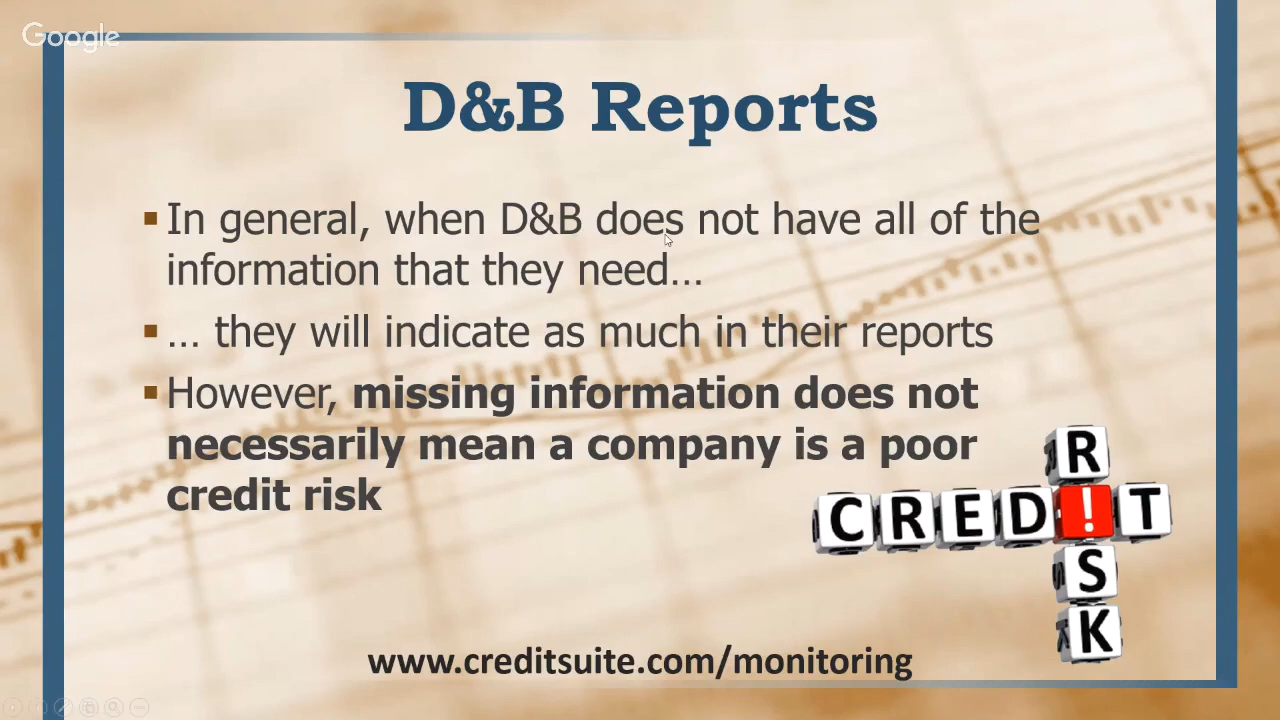 Google
D&B Reports
▪ In general, when D&B does not have all of the
information that they need…
▪ … they will indicate as much in their reports
▪ However, missing information does not
necessarily mean a company is a poor
credit risk
R
CRED!T
S
K
www.creditsuite.com/monitoring